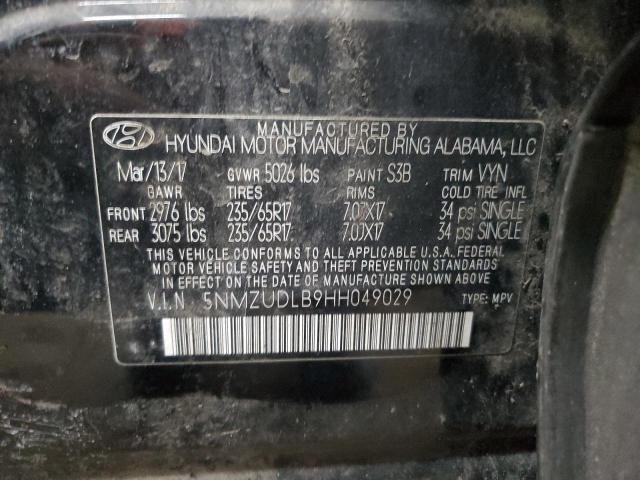 MANUFACTURED BY
HYUNDAI MOTOR MANUFACTURING ALABAMA, LLC
Mar/13/17 GVWR 5026 lbs PAINT S3B TRIM VYN
GAWR TIRES RIMS COLD TIRE INFL
FRONT 2976 lbs 235/65R17 7.0JX17 34 psi SINGLE
REAR 3075 lbs 235/65R17 7.0JX17 34 psi SINGLE
THIS VEHICLE CONFORMS TO ALL APPLICABLE U.S.A. FEDERAL
MOTOR VEHICLE SAFETY AND THEFT PREVENTION STANDARDS
IN EFFECT ON THE DATE OF MANUFACTURE SHOWN ABOVE.
V.I.N 5NMZUDLB9HH049029 TYPE: MPV